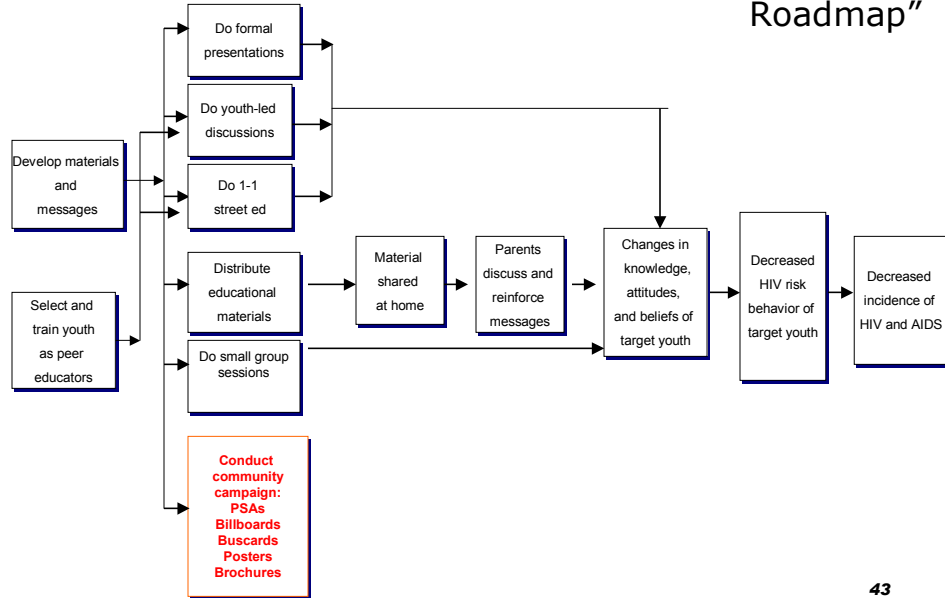 Roadmap”
Do formal
presentations
Do youth-led
discussions
Develop materials
and
messages
Do 1-1
street ed
Distribute
educational
materials
Material
shared
at home
Parents
discuss and
reinforce
messages
Changes in
knowledge,
attitudes,
and beliefs of
target youth
Decreased
HIV risk
behavior of
target youth
Decreased
incidence of
HIV and AIDS
Select and
train youth
as peer
educators
Do small group
sessions
Conduct
community
campaign:
PSAs
Billboards
Buscards
Posters
Brochures
43